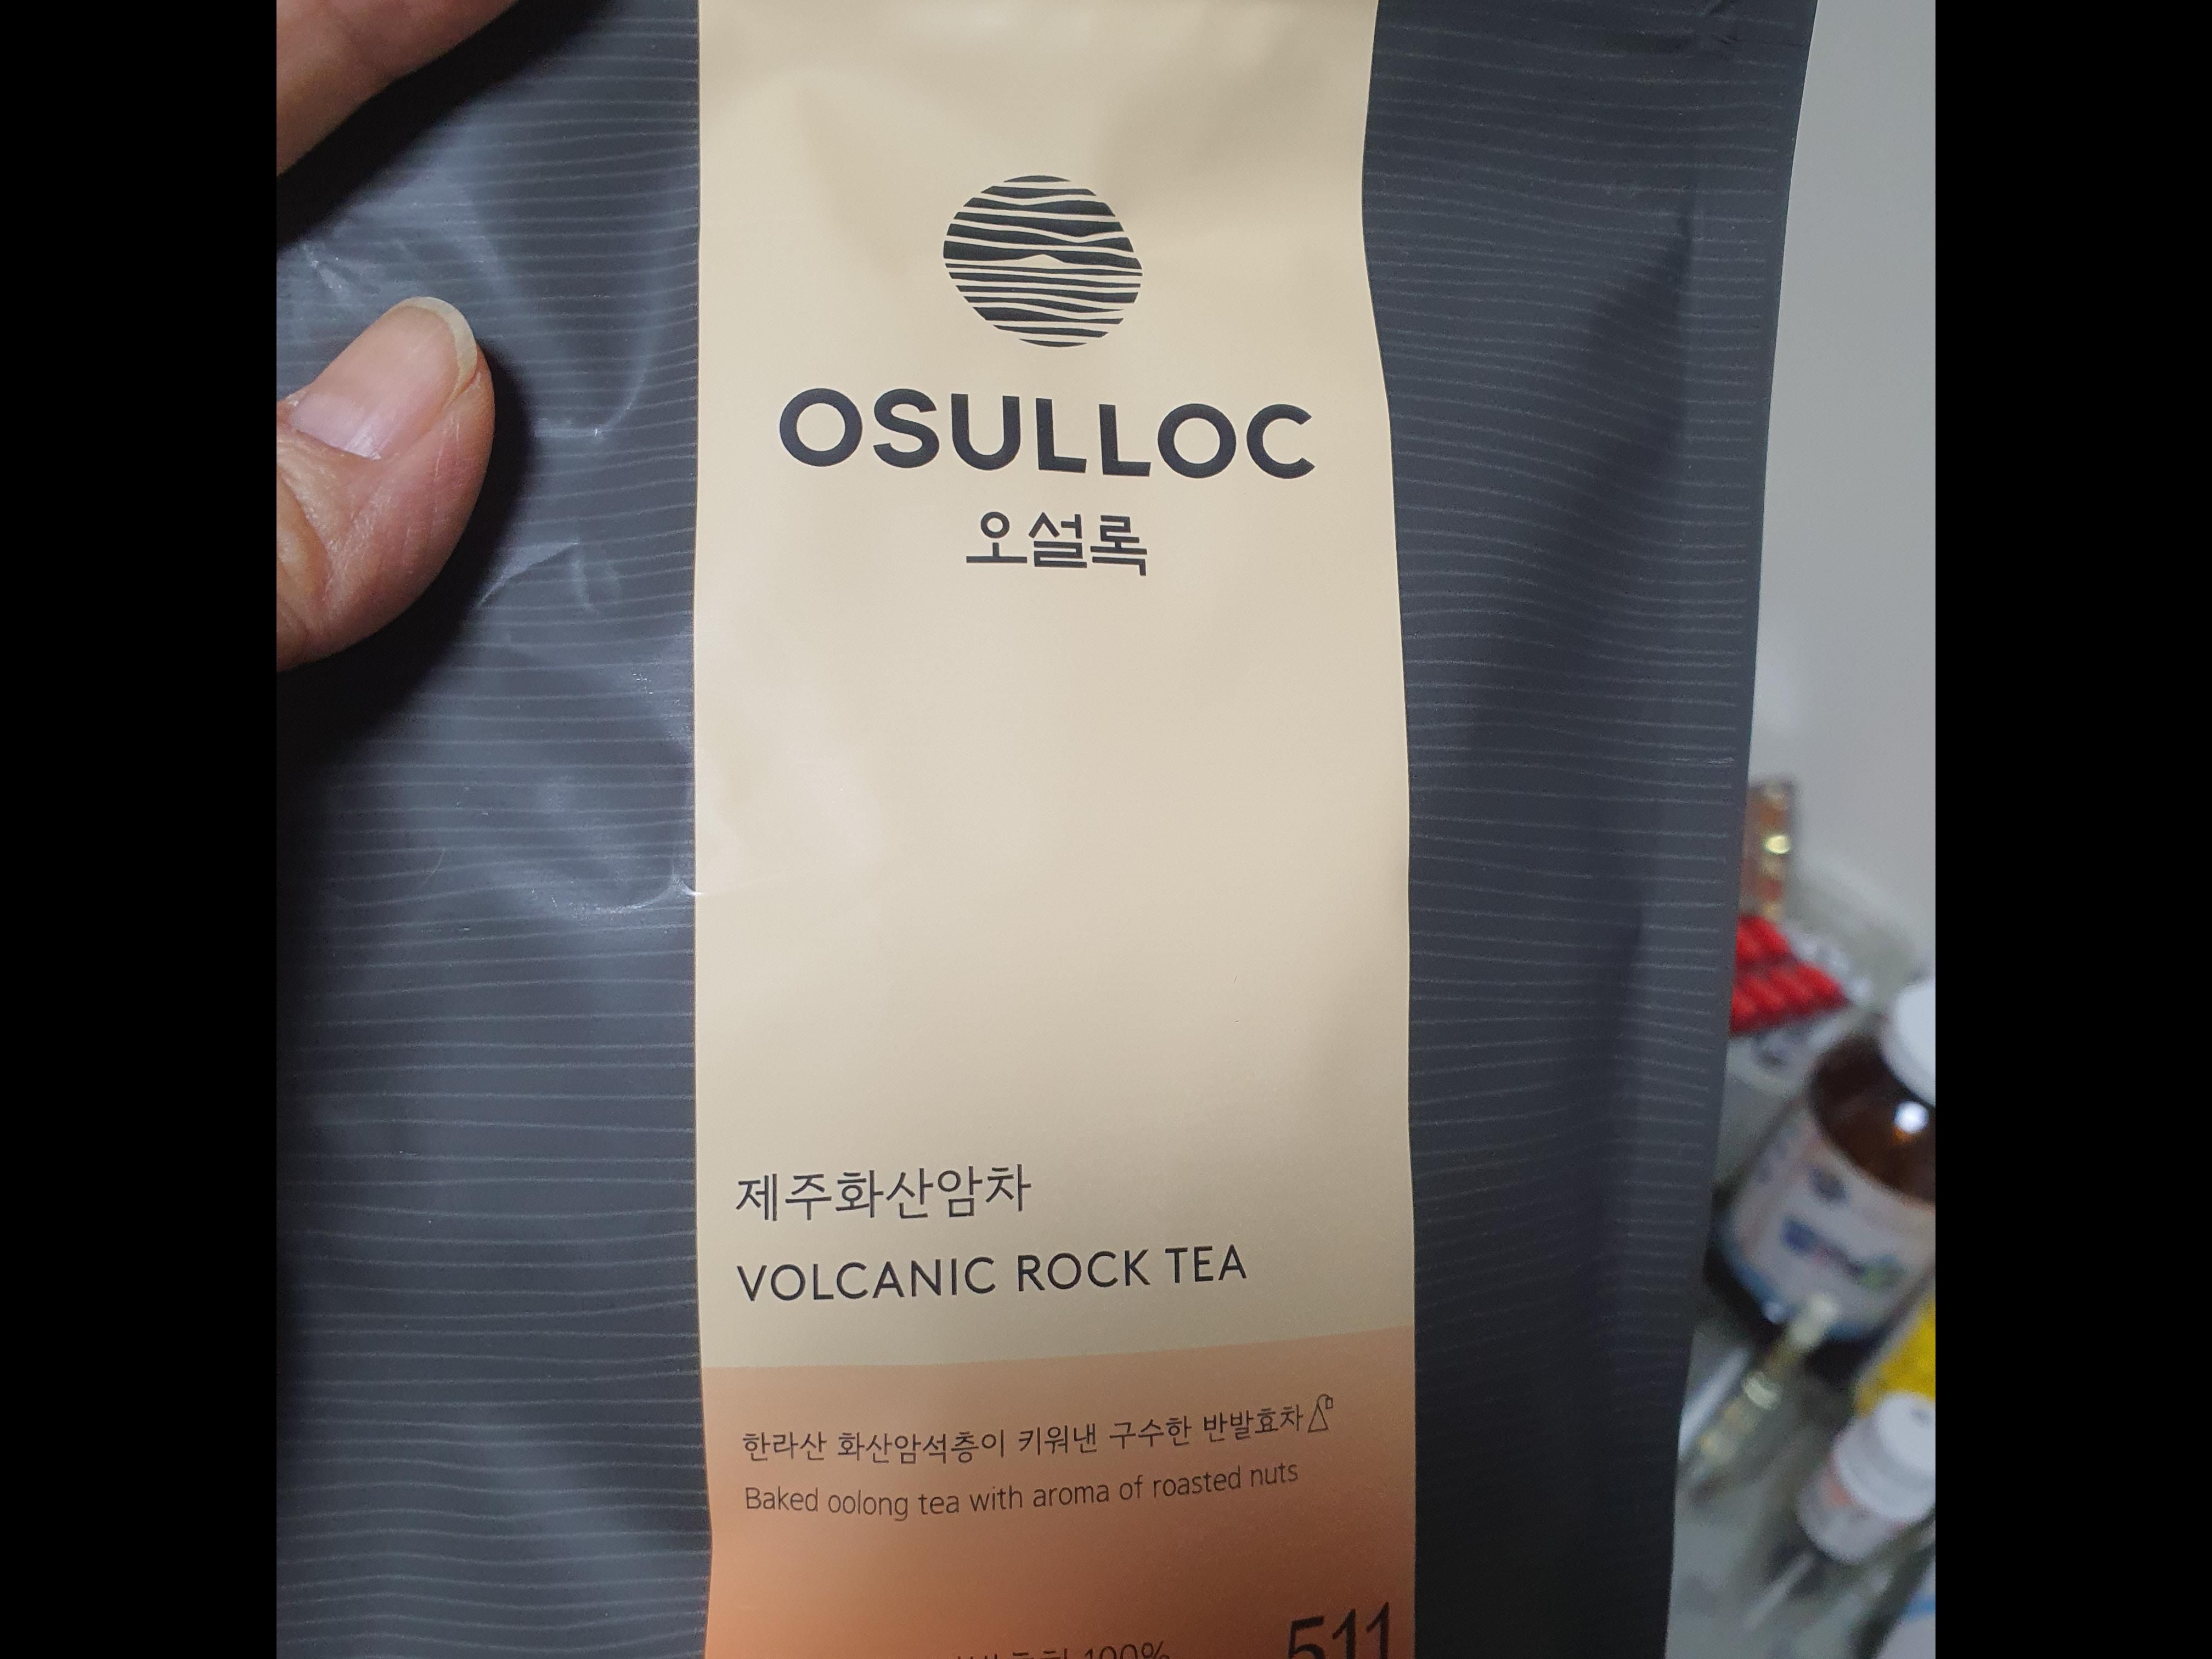 OSULLOC
오설록
제주화산암차
VOLCANIC ROCK TEA
한라산 화산암석층이 키워낸 구수한 반발효차
Baked oolong tea with aroma of roasted nuts
100%
511